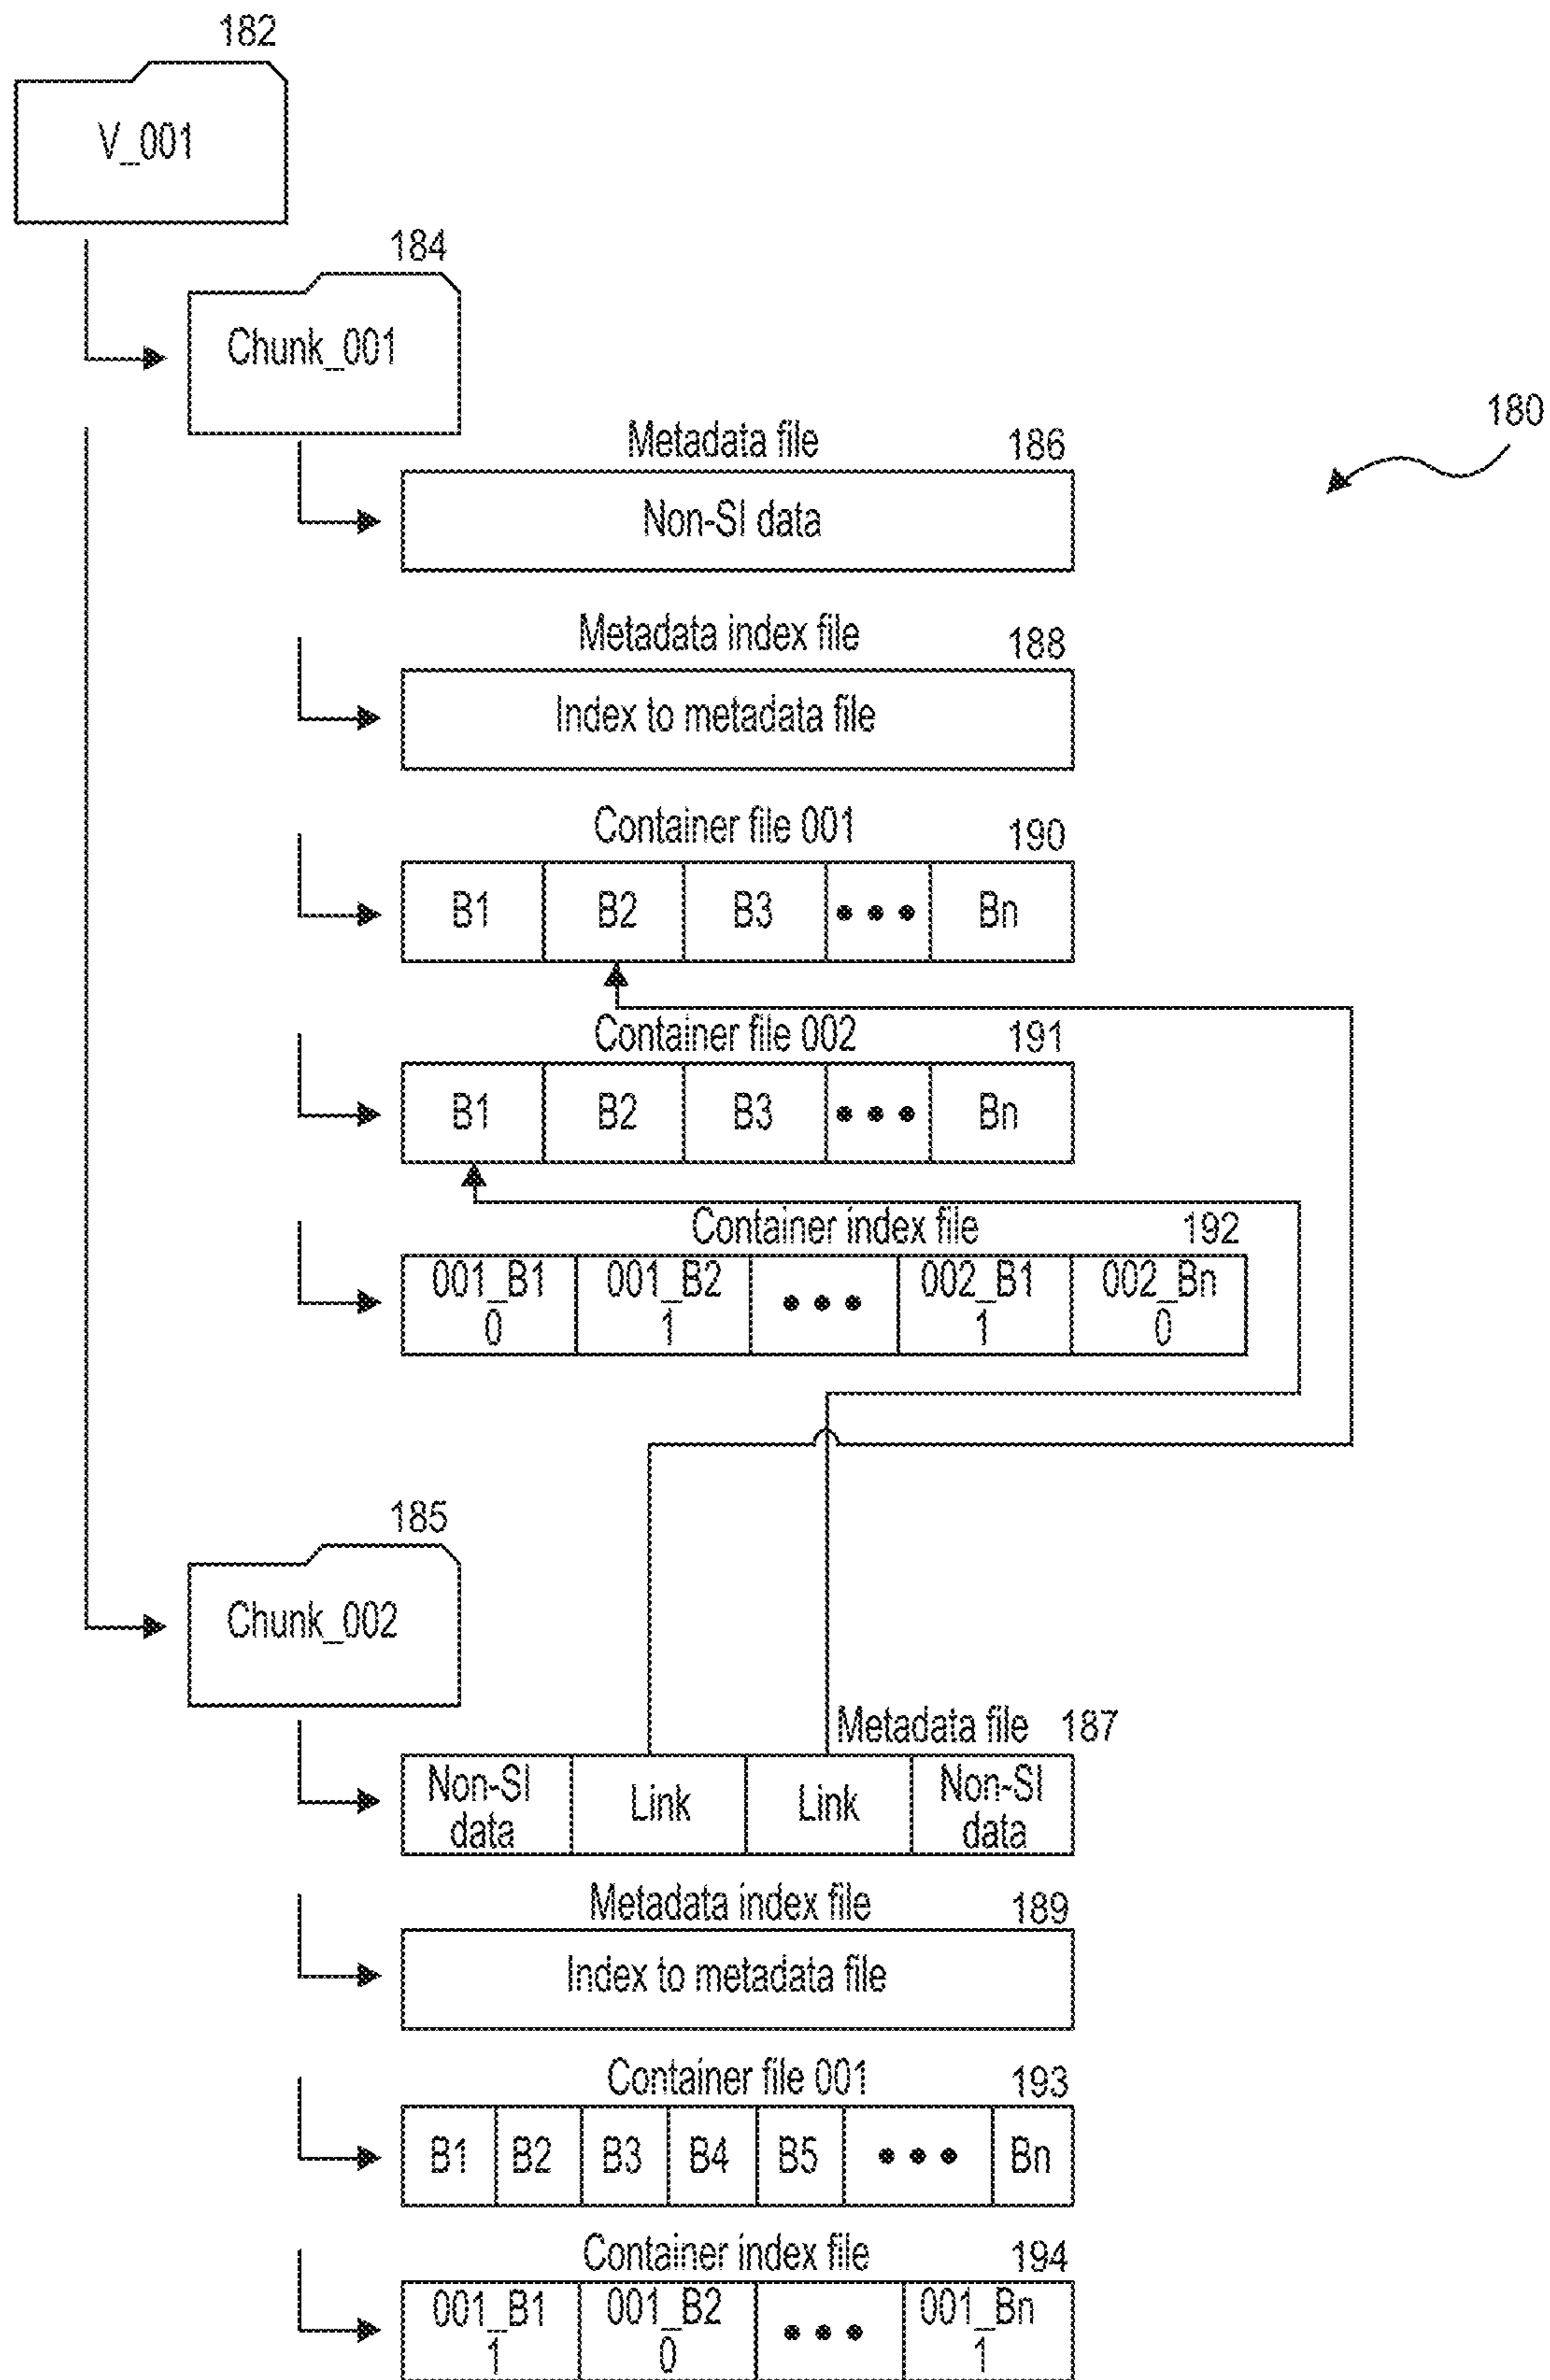 182
V_001
184
Chunk_001
180
Metadata file 186
Non-SI data
Metadata index file 188
Index to metadata file
Container file 001 190
B1 B2 B3 ••• Bn
Container file 002 191
B1 B2 B3 ••• Bn
Container index file 192
001_B1 001_B2 ••• 002_B1 002_Bn
0 1 1 0
185
Chunk_002
Metadata file 187
Non-SI Link Link Non-SI
data data
Metadata index file 189
Index to metadata file
Container file 001 193
B1 B2 B3 B4 B5 ••• Bn
Container index file 194
001_B1 001_B2 ••• 001_Bn
1 0 1